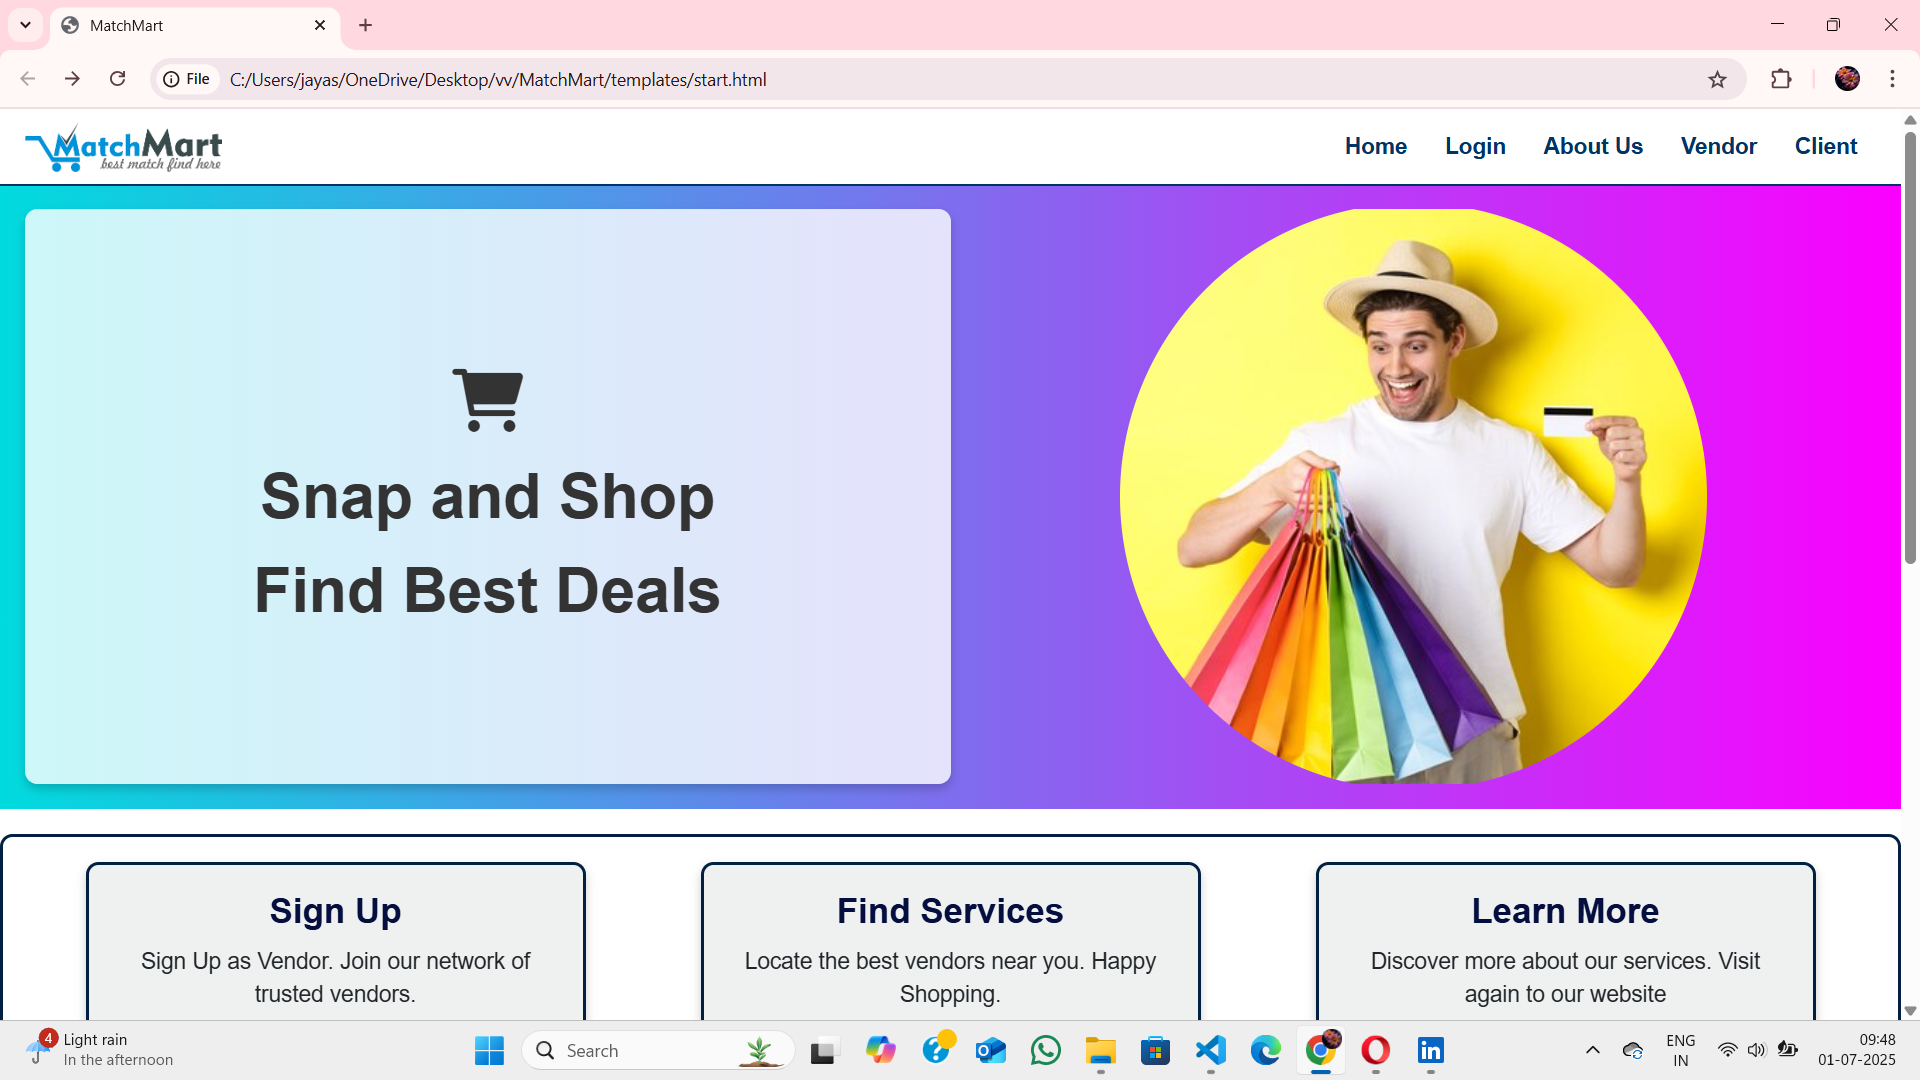 MatchMart
File
C:/Users/jayas/OneDrive/Desktop/vv/MatchMart/templates/start.html
MatchMart
best match find here
Home
Login
About Us
Vendor
Client
Snap and Shop
Find Best Deals
Sign Up
Sign Up as Vendor. Join our network of
trusted vendors.
Find Services
Locate the best vendors near you. Happy
Shopping.
Learn More
Discover more about our services. Visit
again to our website
4
Light rain
In the afternoon
Search
ENG
IN
09:48
01-07-2025